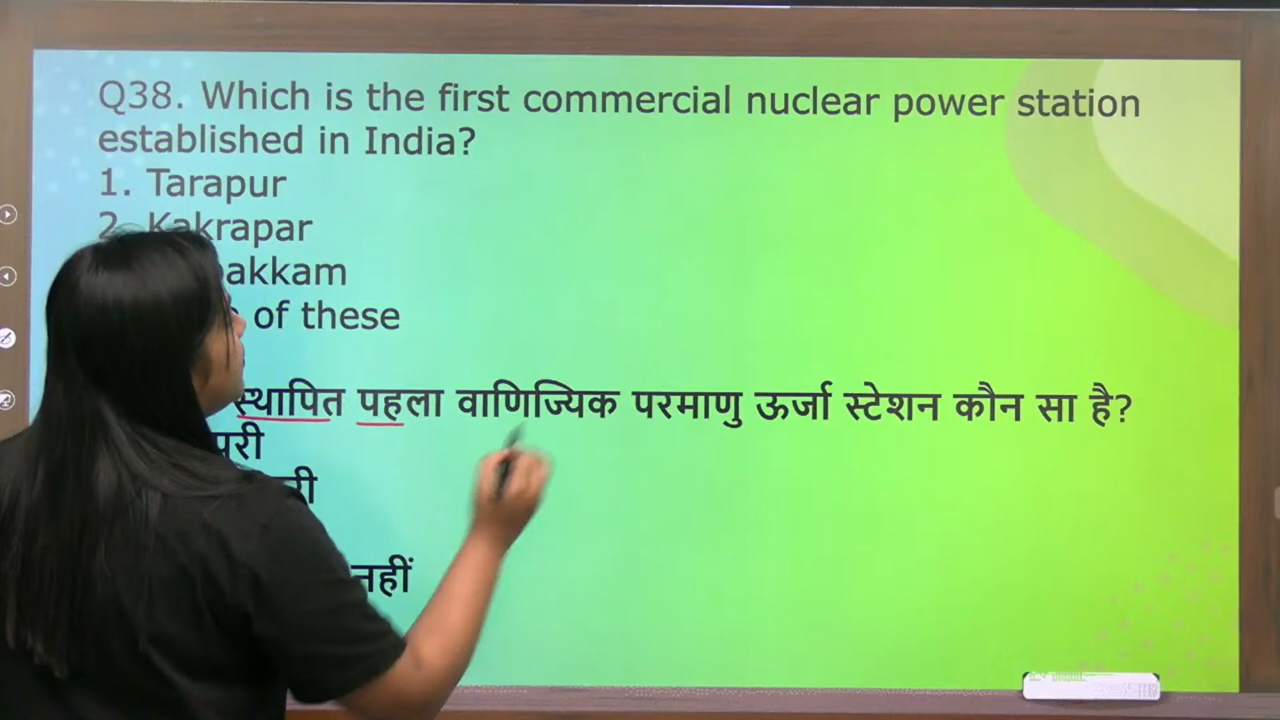 Q38. Which is the first commercial nuclear power station
established in India?
1. Tarapur
2. Kakrapar
of these
स्थापित पहला वाणिज्यिक परमाणु ऊर्जा स्टेशन कौन सा है?
नहीं